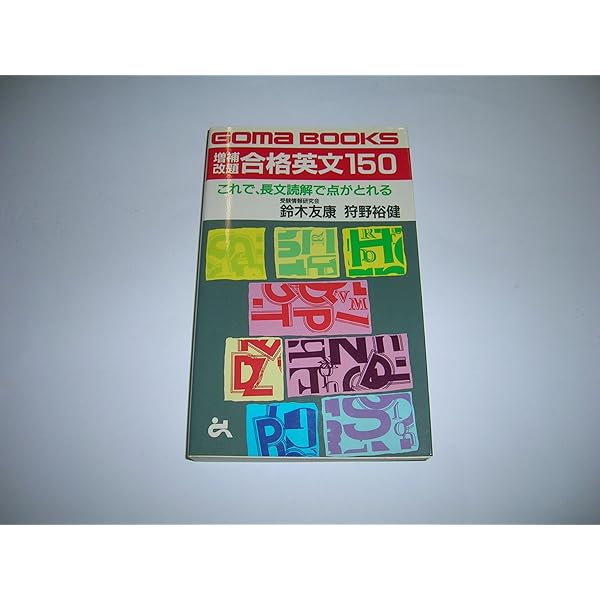 GOMA BOOKS
増補
改題 合格英文150
これで、長文読解で点がとれる
受験情報研究会
鈴木友康 狩野裕健